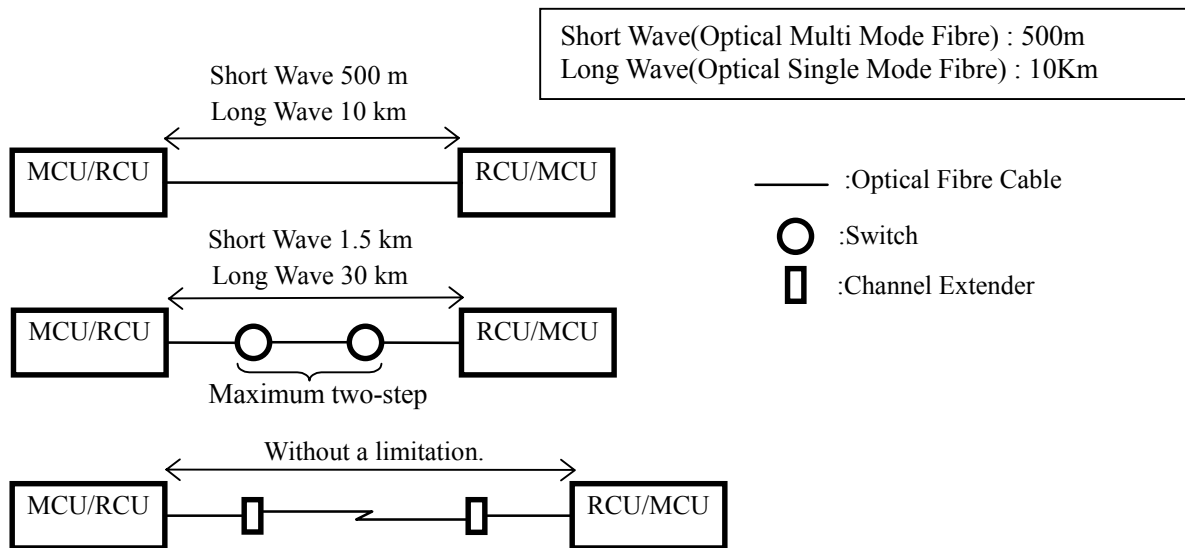 Short Wave(Optical Multi Mode Fibre) : 500m
Long Wave(Optical Single Mode Fibre) : 10Km
Short Wave 500 m
Long Wave 10 km
MCU/RCU
RCU/MCU
:Optical Fibre Cable
:Switch
:Channel Extender
Short Wave 1.5 km
Long Wave 30 km
MCU/RCU
RCU/MCU
Maximum two-step
Without a limitation.
MCU/RCU
RCU/MCU